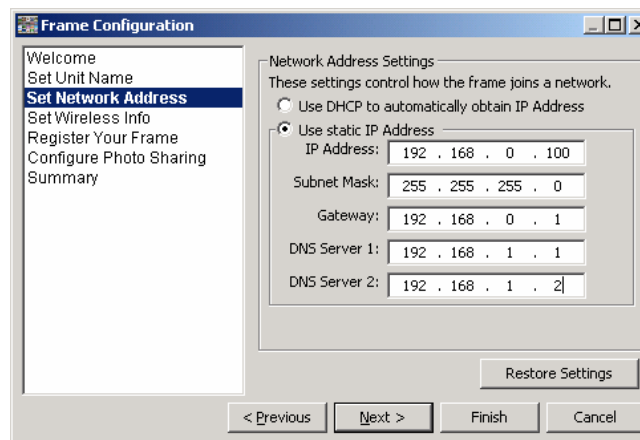 Frame Configuration
Welcome
Set Unit Name
Set Network Address
Set Wireless Info
Register Your Frame
Configure Photo Sharing
Summary
Network Address Settings
These settings control how the frame joins a network.
Use DHCP to automatically obtain IP Address
Use static IP Address
IP Address: 192 . 168 . 0 . 100
Subnet Mask: 255 . 255 . 255 . 0
Gateway: 192 . 168 . 0 . 1
DNS Server 1: 192 . 168 . 1 . 1
DNS Server 2: 192 . 168 . 1 . 2
Restore Settings
< Previous Next > Finish Cancel